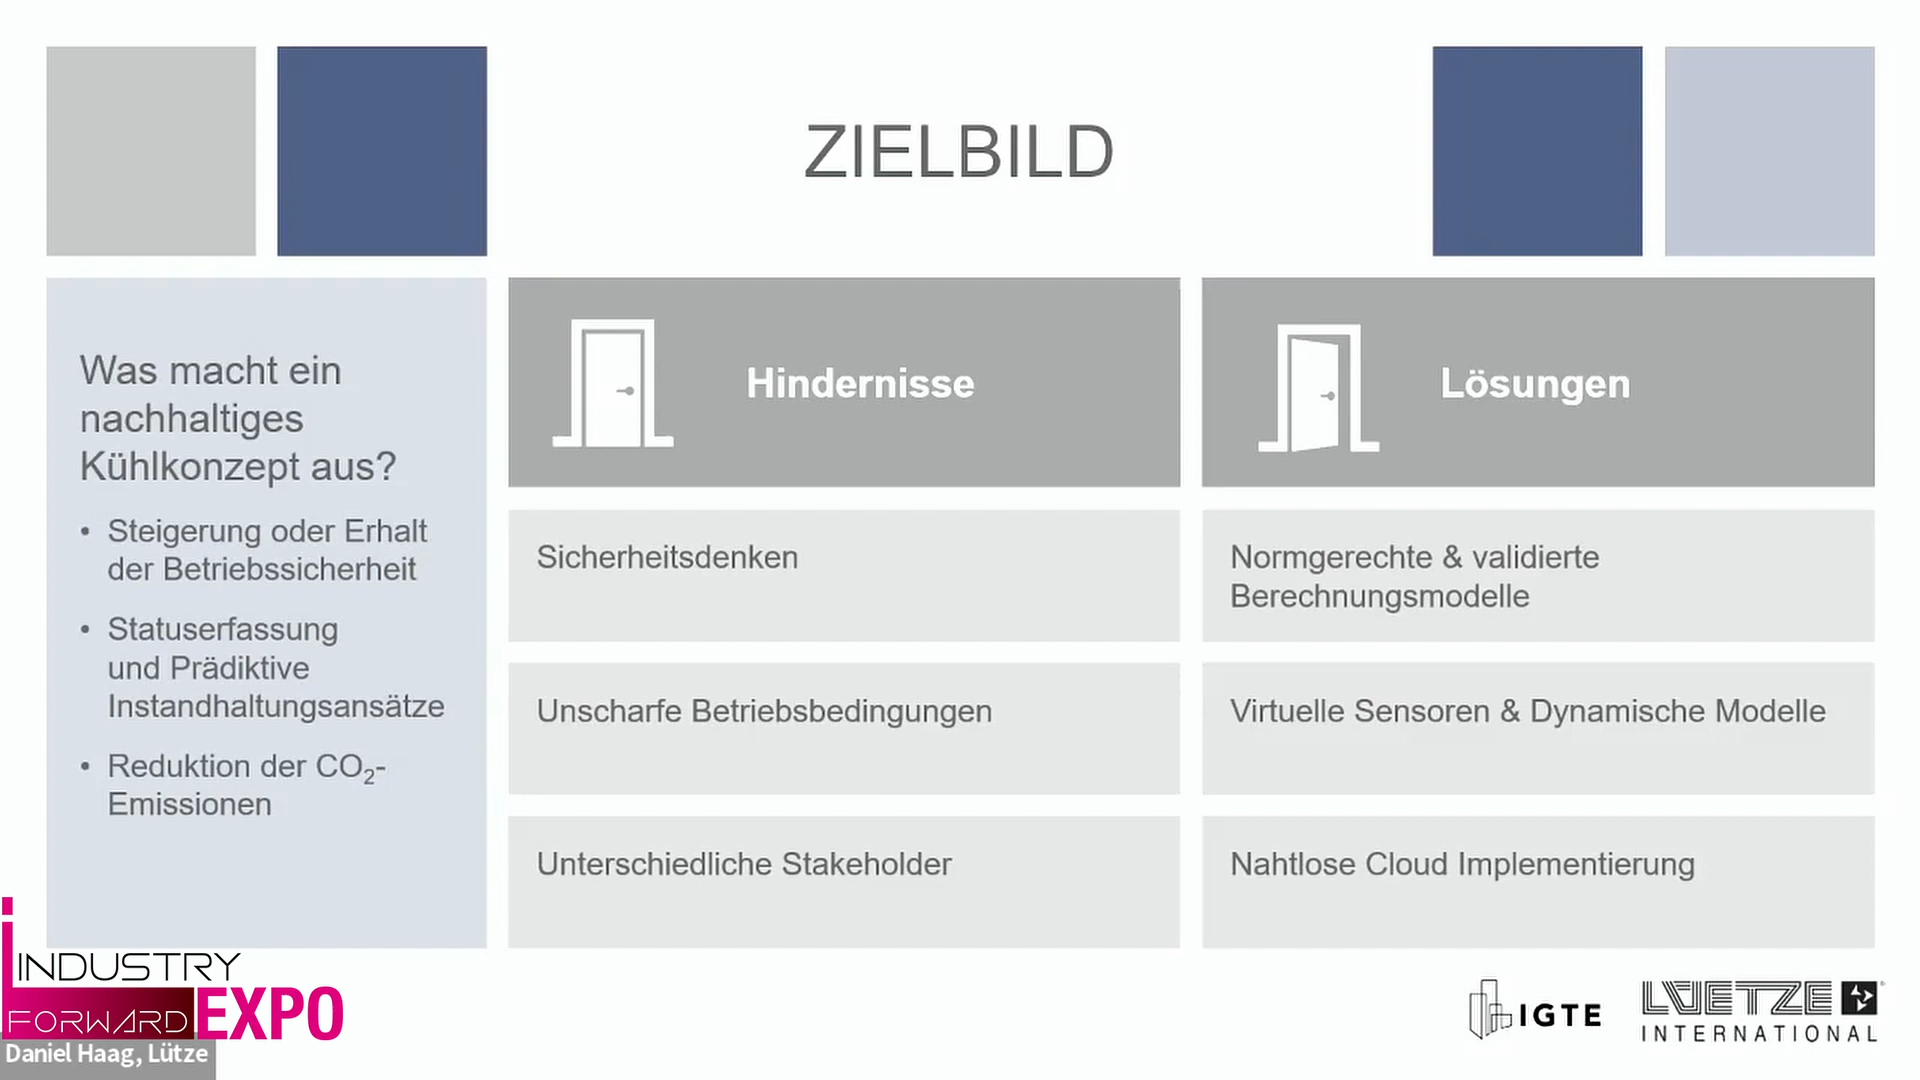 ZIELBILD
Was macht ein
nachhaltiges
Kühlkonzept aus?
• Steigerung oder Erhalt
der Betriebssicherheit
• Statuserfassung
und Prädiktive
Instandhaltungsansätze
• Reduktion der CO₂-
Emissionen
Hindernisse
Sicherheitsdenken
Unscharfe Betriebsbedingungen
Unterschiedliche Stakeholder
Lösungen
Normgerechte & validierte
Berechnungsmodelle
Virtuelle Sensoren & Dynamische Modelle
Nahtlose Cloud Implementierung
INDUSTRY
FORWARD EXPO
Daniel Haag, Lütze
IGTE
LUETZE
INTERNATIONAL